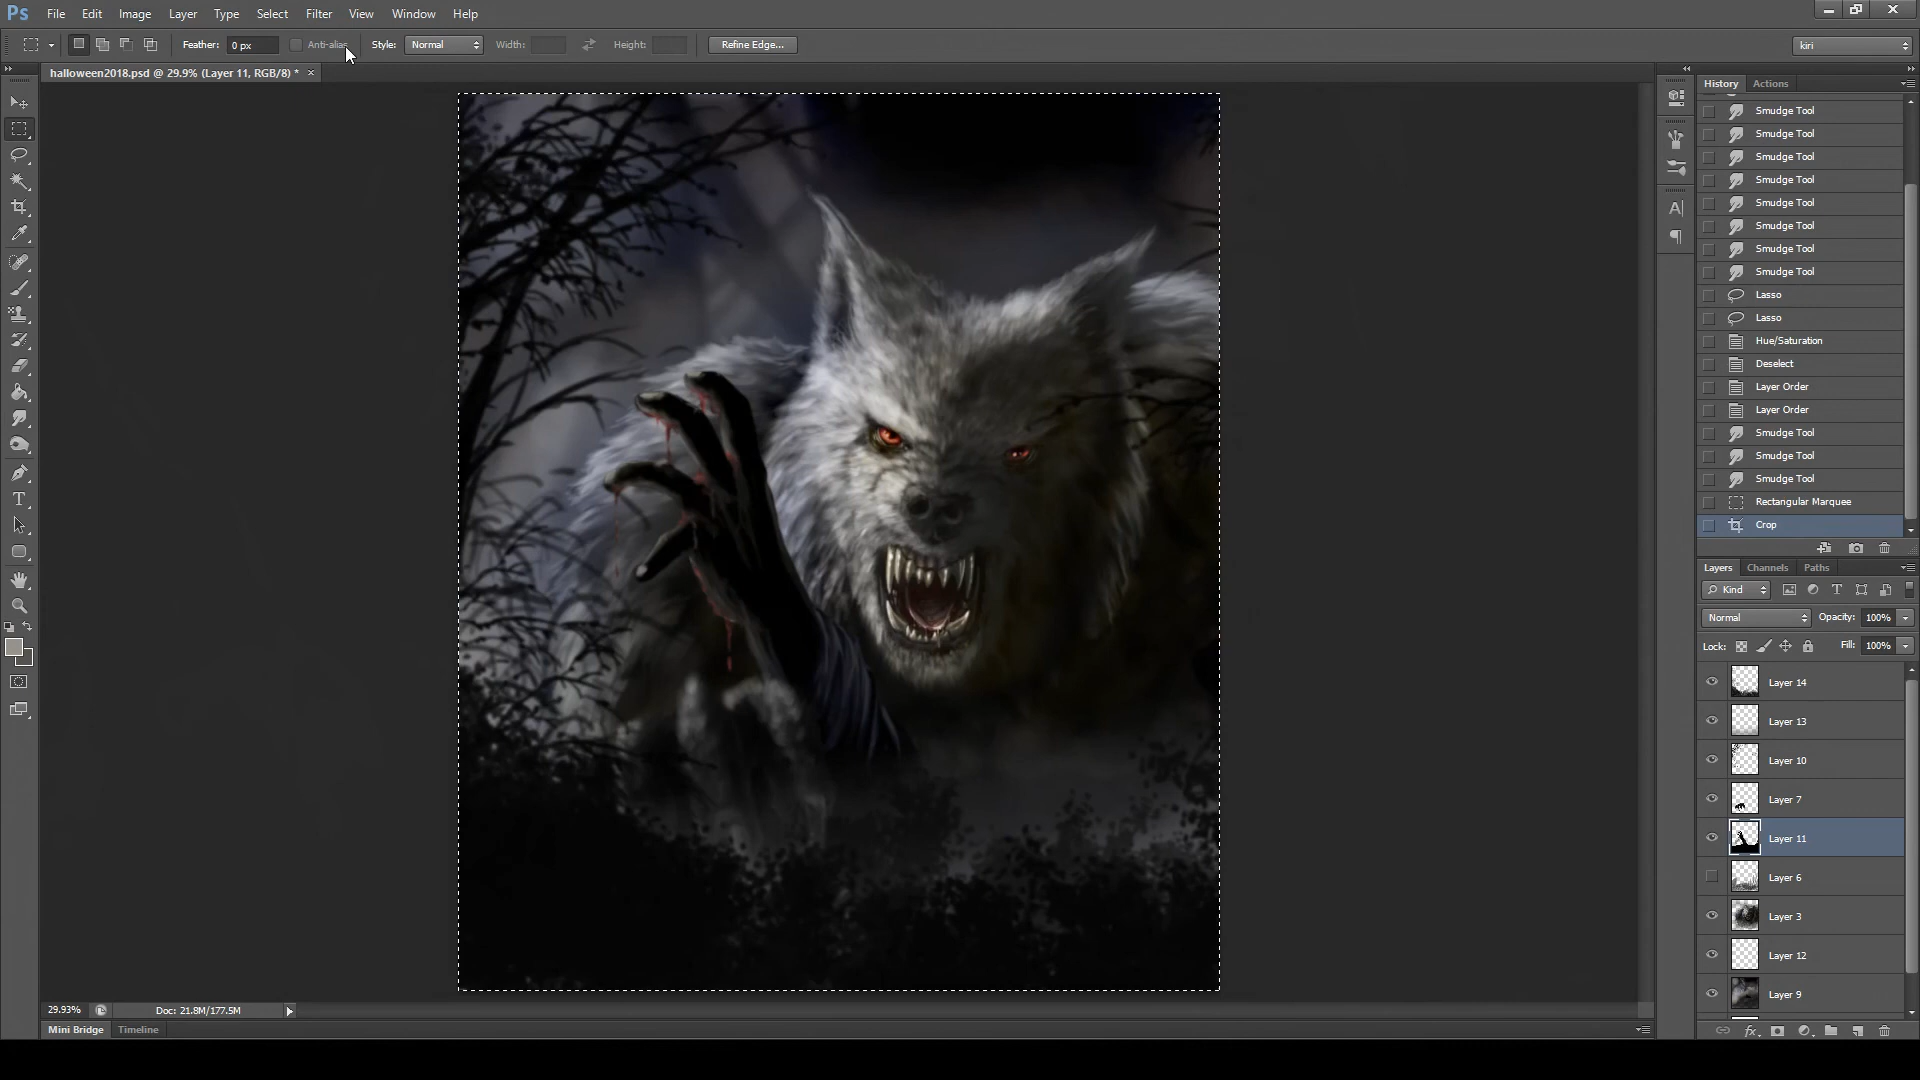 Ps File Edit Image Layer Type Select Filter View Window Help
Feather: 0 px Anti-alias Style: Normal Width: Height: Refine Edge... kiri
halloween2018.psd @ 29.9% (Layer 11, RGB/8) * ×
History Actions
Smudge Tool
Smudge Tool
Smudge Tool
Smudge Tool
Smudge Tool
Smudge Tool
Smudge Tool
Smudge Tool
Lasso
Lasso
Hue/Saturation
Deselect
Layer Order
Layer Order
Smudge Tool
Smudge Tool
Smudge Tool
Rectangular Marquee
Crop
Layers Channels Paths
Kind
Normal Opacity: 100%
Lock: Fill: 100%
Layer 14
Layer 13
Layer 10
Layer 7
Layer 11
Layer 6
Layer 3
Layer 12
Layer 9
29.93% Doc: 21.8M/177.5M
Mini Bridge Timeline